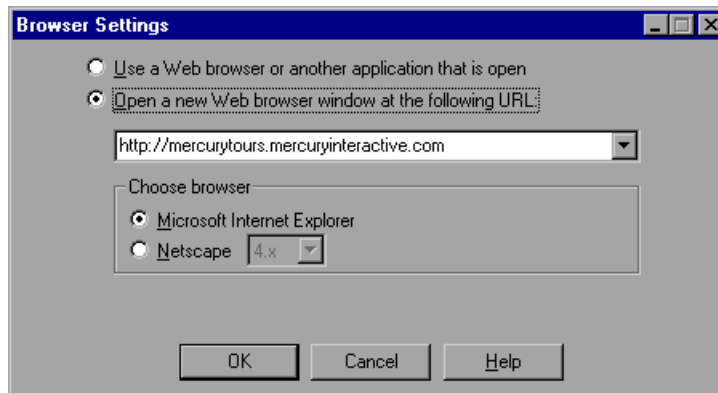 Browser Settings
Use a Web browser or another application that is open
Open a new Web browser window at the following URL:
http://mercurytours.mercuryinteractive.com
Choose browser
Microsoft Internet Explorer
Netscape 4.x
OK Cancel Help